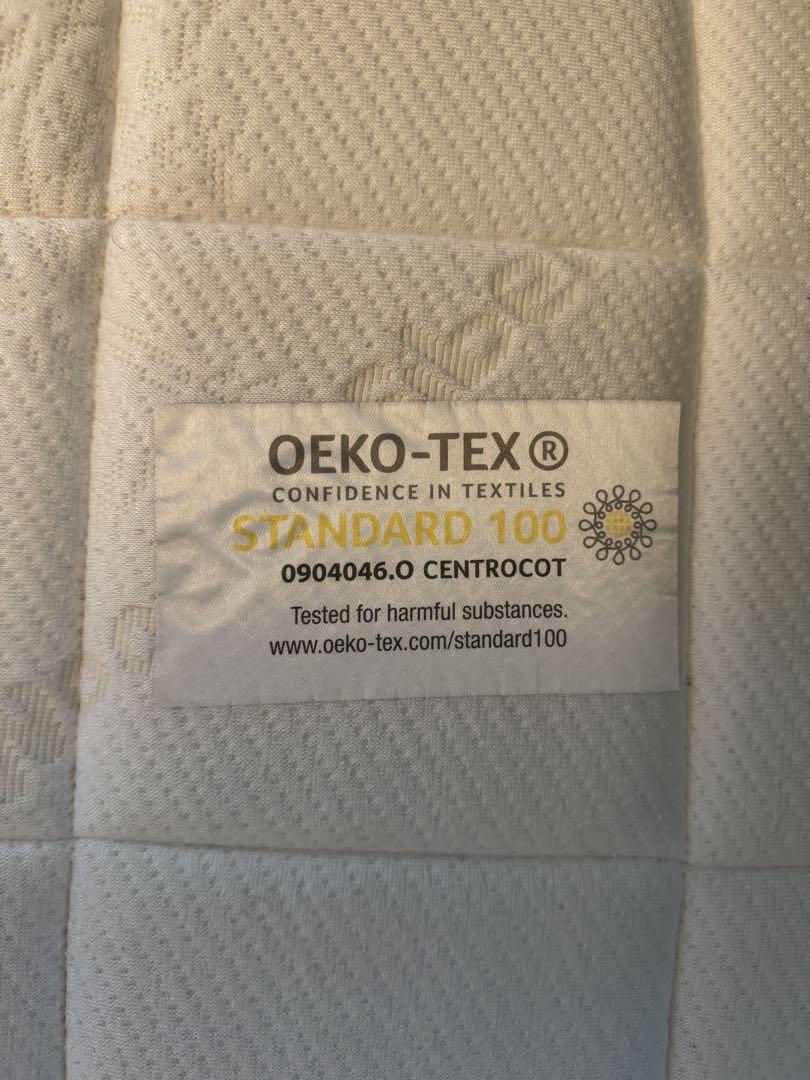 OEKO-TEX®
CONFIDENCE IN TEXTILES
STANDARD 100
0904046.O CENTROCOT
Tested for harmful substances.
www.oeko-tex.com/standard100